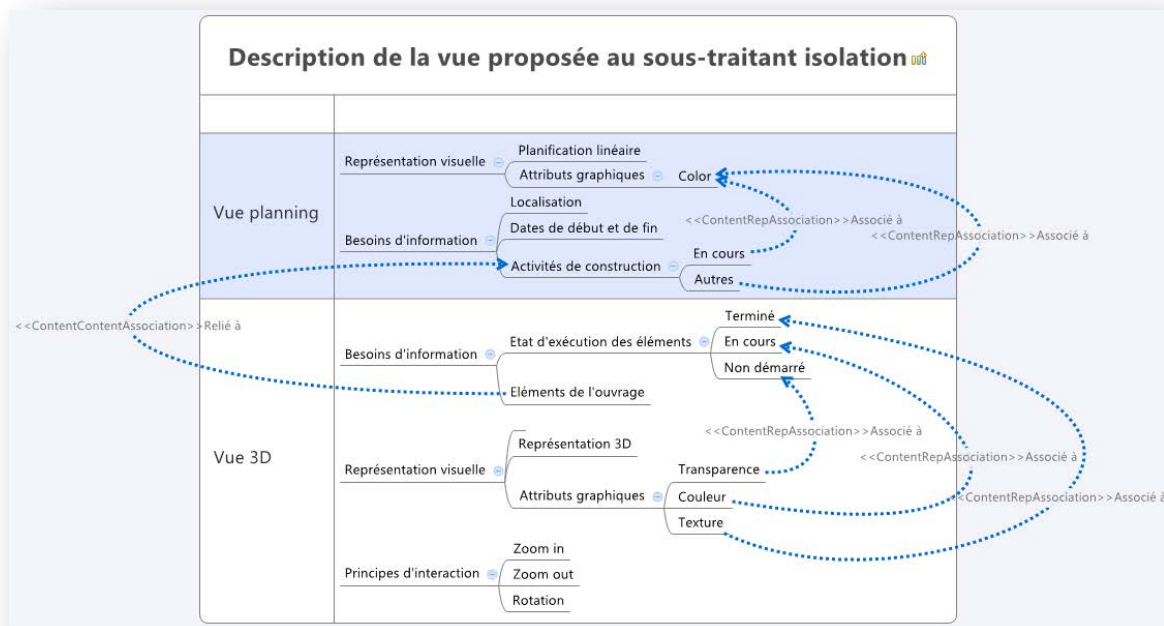 Description de la vue proposée au sous-traitant isolation
Vue planning
Représentation visuelle
Planification linéaire
Attributs graphiques
Color
Besoins d'information
Localisation
Dates de début et de fin
Activités de construction
En cours
Autres
<<ContentRepAssociation>>Associé à
<<ContentRepAssociation>>Associé à
<<ContentContentAssociation>>Relié à
Vue 3D
Besoins d'information
Etat d'exécution des éléments
Terminé
En cours
Non démarré
Eléments de l'ouvrage
<<ContentRepAssociation>>Associé à
<<ContentRepAssociation>>Associé à
<<ContentRepAssociation>>Associé à
Représentation visuelle
Représentation 3D
Attributs graphiques
Transparence
Couleur
Texture
Principes d'interaction
Zoom in
Zoom out
Rotation